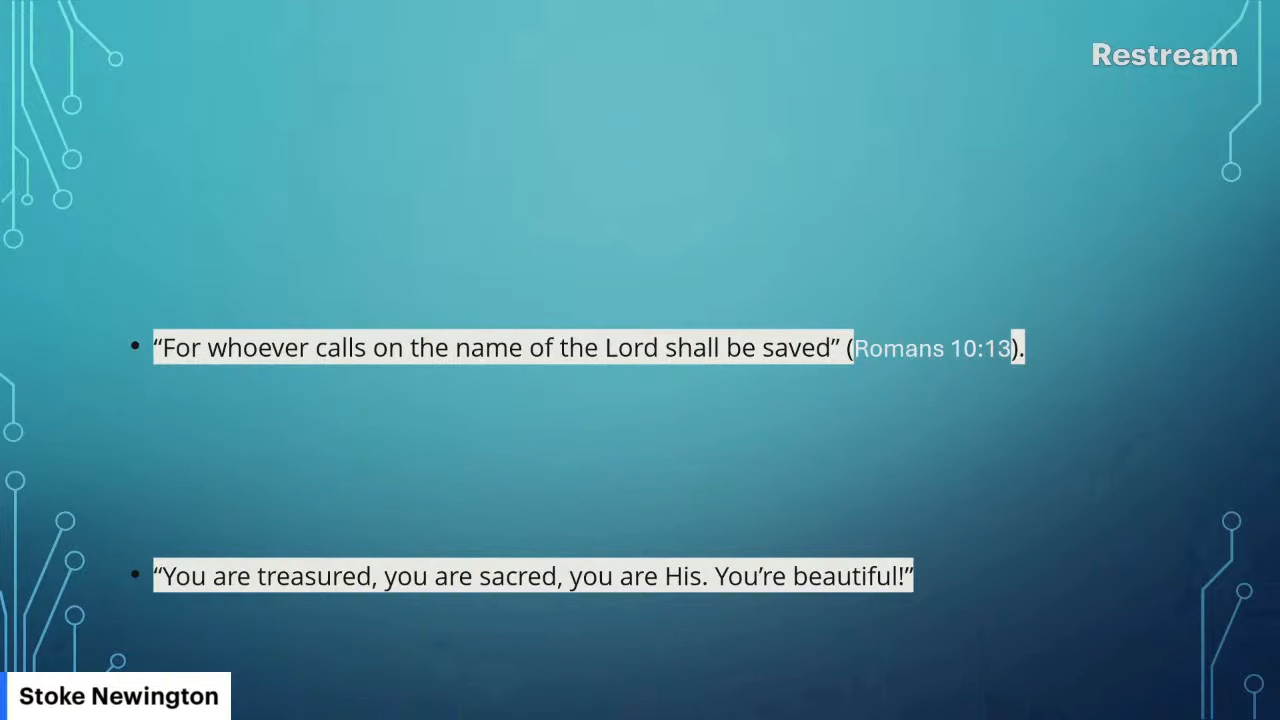 Restream
• “For whoever calls on the name of the Lord shall be saved” (Romans 10:13).
• “You are treasured, you are sacred, you are His. You’re beautiful!”
Stoke Newington